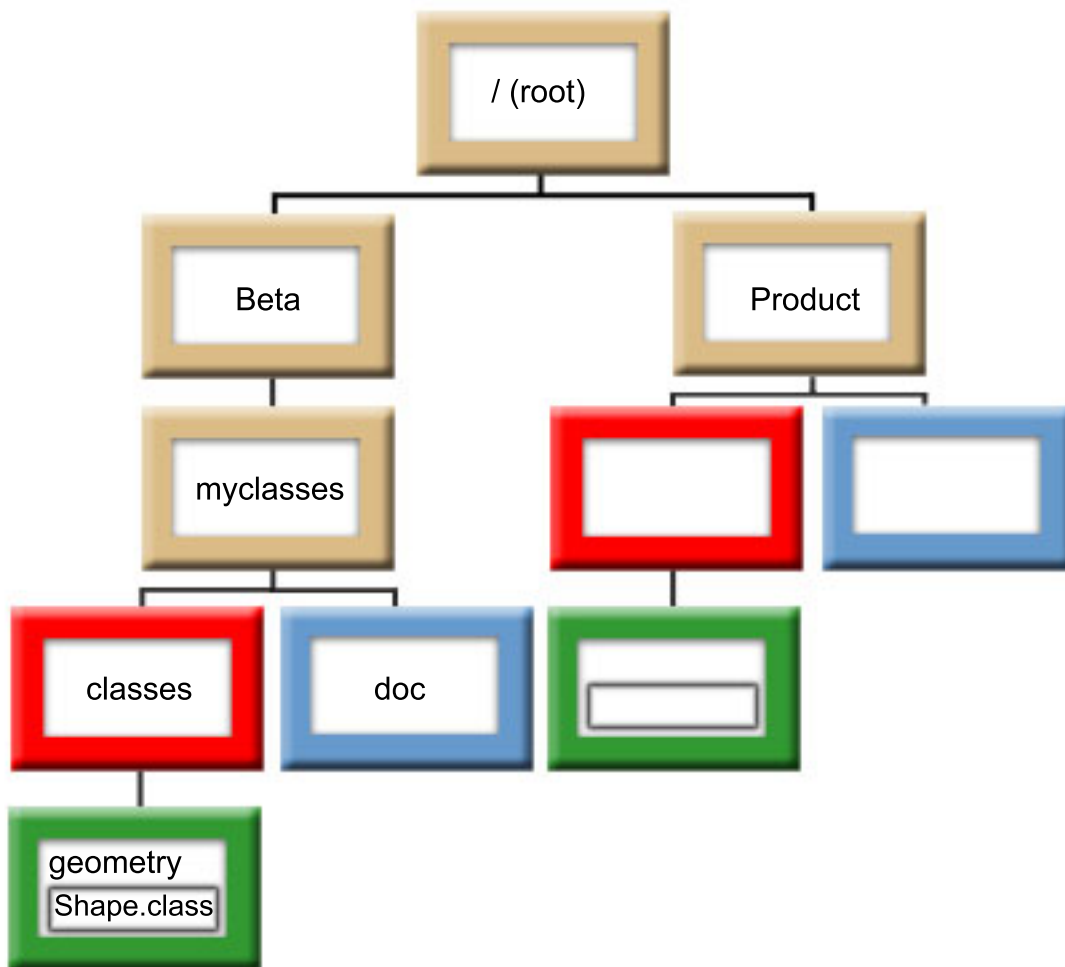 / (root)
Beta
Product
myclasses
classes
doc
geometry
Shape.class